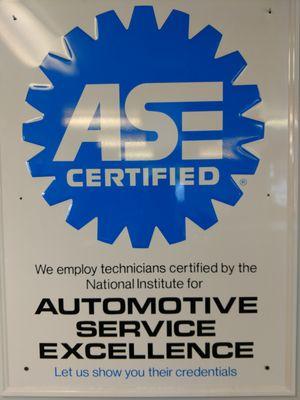 ASE
CERTIFIED ®
We employ technicians certified by the
National Institute for
AUTOMOTIVE
SERVICE
EXCELLENCE
Let us show you their credentials